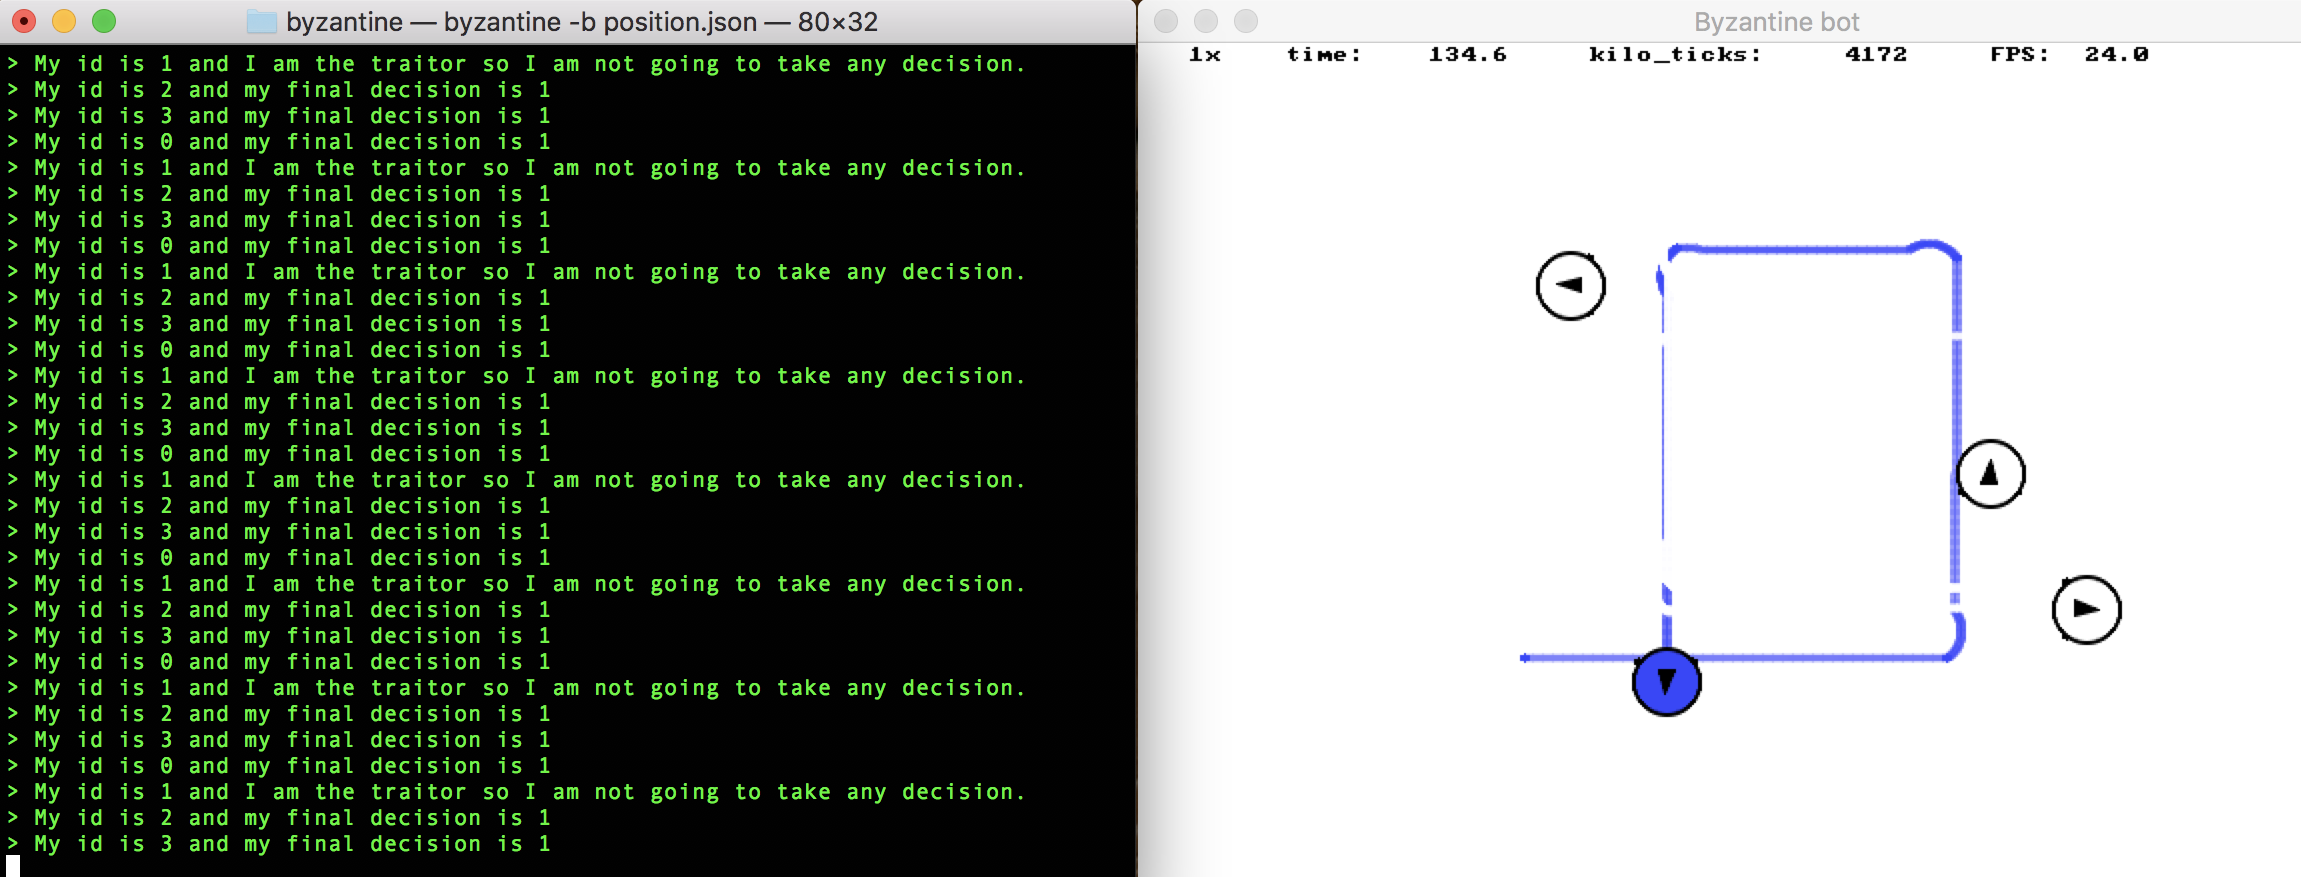 byzantine — byzantine -b position.json — 80×32
> My id is 1 and I am the traitor so I am not going to take any decision.
> My id is 2 and my final decision is 1
> My id is 3 and my final decision is 1
> My id is 0 and my final decision is 1
> My id is 1 and I am the traitor so I am not going to take any decision.
> My id is 2 and my final decision is 1
> My id is 3 and my final decision is 1
> My id is 0 and my final decision is 1
> My id is 1 and I am the traitor so I am not going to take any decision.
> My id is 2 and my final decision is 1
> My id is 3 and my final decision is 1
> My id is 0 and my final decision is 1
> My id is 1 and I am the traitor so I am not going to take any decision.
> My id is 2 and my final decision is 1
> My id is 3 and my final decision is 1
> My id is 0 and my final decision is 1
> My id is 1 and I am the traitor so I am not going to take any decision.
> My id is 2 and my final decision is 1
> My id is 3 and my final decision is 1
> My id is 0 and my final decision is 1
> My id is 1 and I am the traitor so I am not going to take any decision.
> My id is 2 and my final decision is 1
> My id is 3 and my final decision is 1
> My id is 0 and my final decision is 1
> My id is 1 and I am the traitor so I am not going to take any decision.
> My id is 2 and my final decision is 1
> My id is 3 and my final decision is 1
> My id is 0 and my final decision is 1
> My id is 1 and I am the traitor so I am not going to take any decision.
> My id is 2 and my final decision is 1
> My id is 3 and my final decision is 1
Byzantine bot
1x time: 134.6 kilo_ticks: 4172 FPS: 24.0